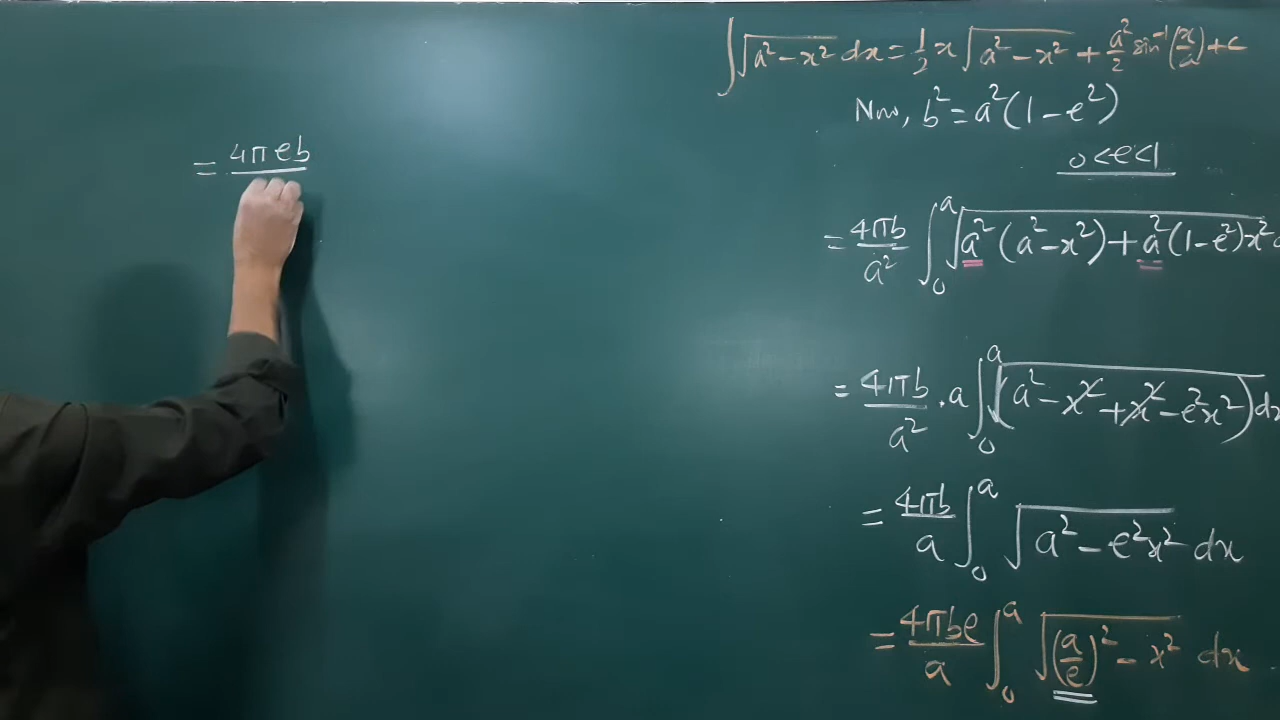 = 4πeb
∫√a²-x² dx = 1/2 x√a²-x² + a²/2 sin⁻¹(x/a)+c
Now, b² = a²(1-e²)
0<e<1
= 4πb/a² ∫₀ᵃ √a²(a²-x²)+a²(1-e²)x²
= 4πb/a² . a ∫₀ᵃ √(a²-x²+x²-e²x²) dx
= 4πb/a ∫₀ᵃ √a²-e²x² dx
= 4πbe/a ∫₀ᵃ √(a/e)²-x² dx